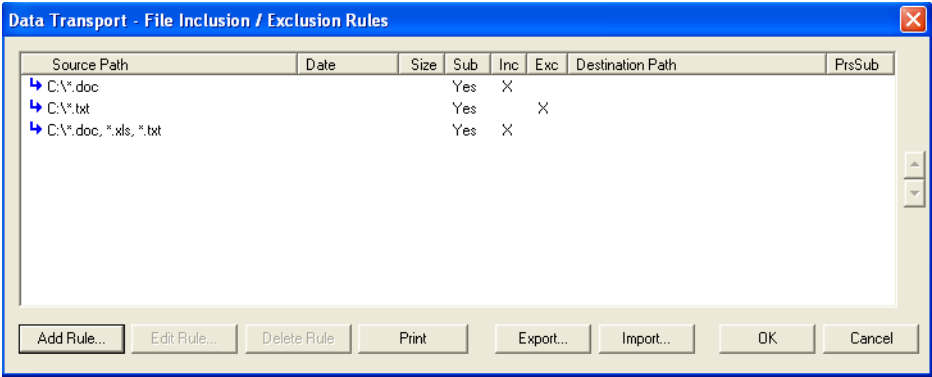 Data Transport - File Inclusion / Exclusion Rules
Source Path Date Size Sub Inc Exc Destination Path PrsSub
C:\*.doc Yes X
C:\*.txt Yes X
C:\*.doc, *.xls, *.txt Yes X
Add Rule... Edit Rule... Delete Rule Print Export... Import... OK Cancel